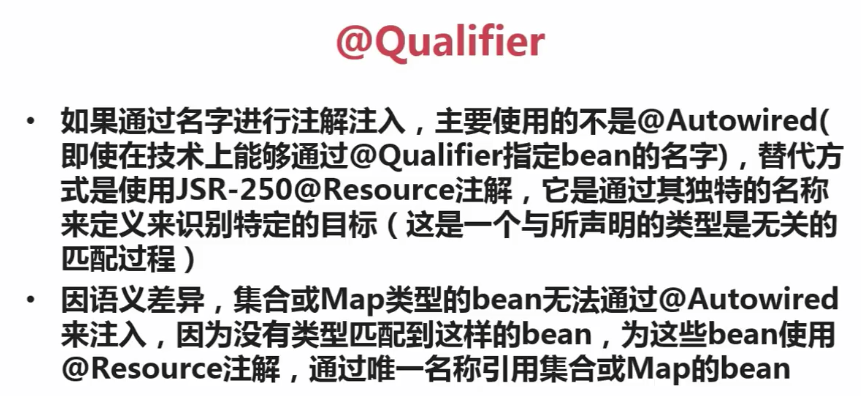 @Qualifier
• 如果通过名字进行注解注入，主要使用的不是@Autowired(
即使在技术上能够通过@Qualifier指定bean的名字)，替代方
式是使用JSR-250@Resource注解，它是通过其独特的名称
来定义来识别特定的目标（这是一个与所声明的类型是无关的
匹配过程）
• 因语义差异，集合或Map类型的bean无法通过@Autowired
来注入，因为没有类型匹配到这样的bean，为这些bean使用
@Resource注解，通过唯一名称引用集合或Map的bean